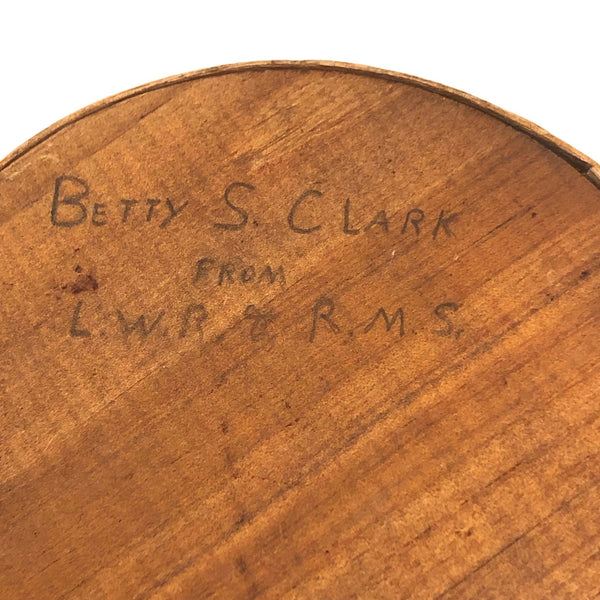 BETTY S. CLARK
FROM
L.W.R. & R.M.S.